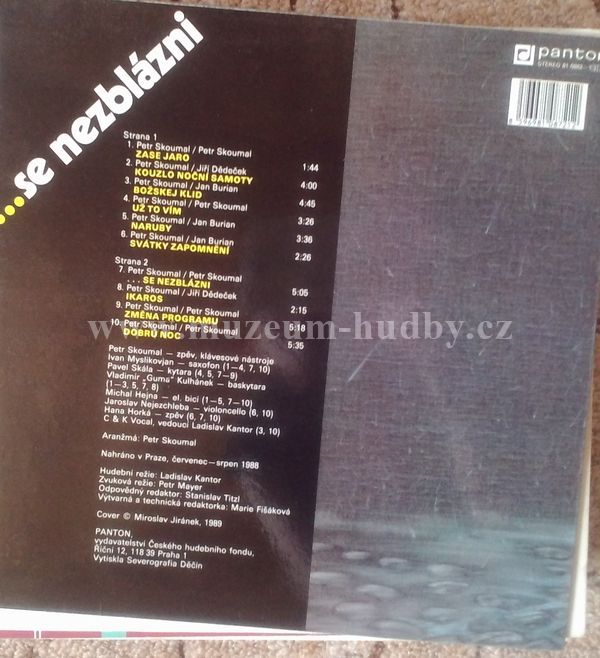 ...se nezblázni
panton
STEREO 81
Strana 1
1. Petr Skoumal / Petr Skoumal
ZASE JARO 1:44
2. Petr Skoumal / Jiří Dědeček
KOUZLO NOČNÍ SAMOTY 4:00
3. Petr Skoumal / Jan Burian
BOŽSKEJ KLID 4:45
4. Petr Skoumal / Petr Skoumal
UŽ TO VÍM 3:26
5. Petr Skoumal / Jan Burian
NARUBY 3:36
6. Petr Skoumal / Jan Burian
SVÁTKY ZAPOMNĚNÍ 2:26
Strana 2
7. Petr Skoumal / Petr Skoumal
... SE NEZBLÁZNI 5:05
8. Petr Skoumal / Jiří Dědeček
IKAROS 2:15
9. Petr Skoumal / Petr Skoumal
ZMĚNA PROGRAMU 5:18
10. Petr Skoumal / Petr Skoumal
DOBRU NOC 5:35
www.muzeum-hudby.cz
Petr Skoumal – zpěv, klávesové nástroje
Ivan Myslikovjan – saxofon (1–4, 7, 10)
Pavel Skála – kytara (4, 5, 7–9)
Vladimír „Guma" Kulhánek – baskytara
(1–3, 5, 7, 8)
Michal Hejna – el. bicí (1–5, 7–10)
Jaroslav Nejezchleba – violoncello (6, 10)
Hana Horká – zpěv (6, 7, 10)
C & K Vocal, vedoucí Ladislav Kantor (3, 10)
Aranžmá: Petr Skoumal
Nahráno v Praze, červenec–srpen 1988
Hudební režie: Ladislav Kantor
Zvuková režie: Petr Mayer
Odpovědný redaktor: Stanislav Titzl
Výtvarná a technická redaktorka: Marie Fišáková
Cover © Miroslav Jiránek, 1989
PANTON,
vydavatelství Českého hudebního fondu,
Říční 12, 118 39 Praha 1
Vytiskla Severografia Děčín